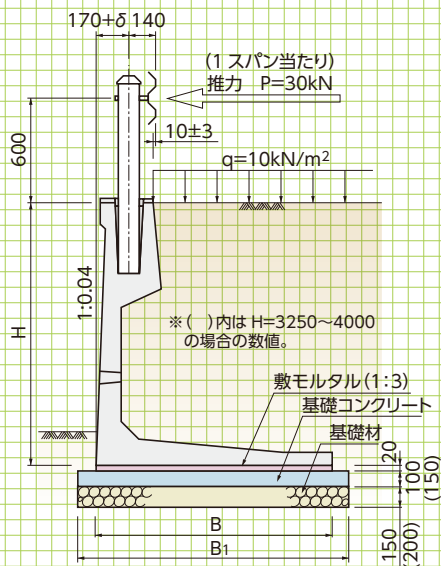 170+δ 140
(1 スパン当たり)
推力 P=30kN
600
10±3
q=10kN/m²
H
1:0.04
※(　)内は H=3250〜4000
の場合の数値。
敷モルタル(1:3)
基礎コンクリート
基礎材
20
100
(150)
150
(200)
B
B₁